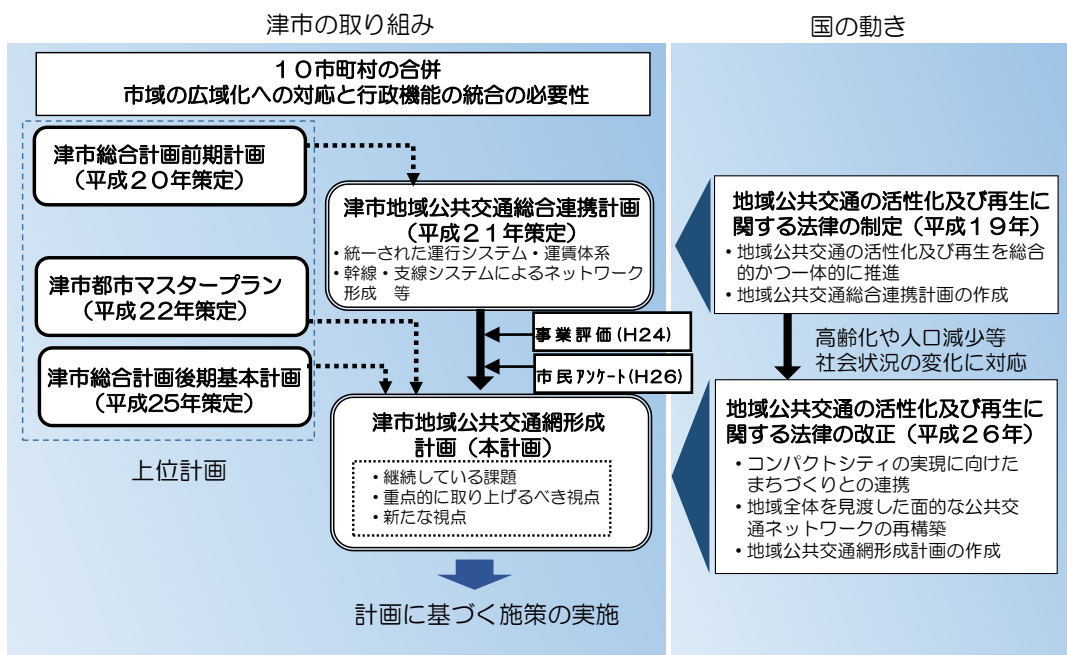 津市の取り組み
１０市町村の合併
市域の広域化への対応と行政機能の統合の必要性
津市総合計画前期計画
（平成２０年策定）
津市都市マスタープラン
（平成２２年策定）
津市総合計画後期基本計画
（平成25年策定）
上位計画
津市地域公共交通総合連携計画
（平成２１年策定）
・統一された運行システム・運賃体系
・幹線・支線システムによるネットワーク
形成　等
事業評価(H24)
市民ｱﾝｹｰﾄ(H26)
津市地域公共交通網形成
計画（本計画）
・継続している課題
・重点的に取り上げるべき視点
・新たな視点
計画に基づく施策の実施
国の動き
地域公共交通の活性化及び再生に
関する法律の制定（平成１９年）
・地域公共交通の活性化及び再生を総合
的かつ一体的に推進
・地域公共交通総合連携計画の作成
高齢化や人口減少等
社会状況の変化に対応
地域公共交通の活性化及び再生に
関する法律の改正（平成２６年）
・コンパクトシティの実現に向けた
まちづくりとの連携
・地域全体を見渡した面的な公共交
通ネットワークの再構築
・地域公共交通網形成計画の作成